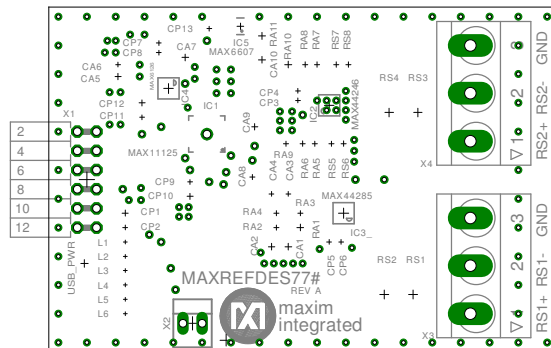 CP13
IC5
MAX6607
RA11
CA10
RA10
RA8
RA7
RS7
RS8
CP7
CP8
CA7
CA6
CA5
IC4
CP12
CP11
CP4
CP3
IC2
MAX44246
RS4
RS3
X4
3
2
1
GND
RS2-
RS2+
X1
2
4
6
8
10
12
IC1
MAX11125
CA9
CA8
CA4
CA3
RA9
RA6
RA5
RS5
RS6
CP9
CP10
CP1
CP2
RA4
RA2
RA3
RA1
MAX44285
IC3_
CA2
CA1
CP5
CP6
RS2
RS1
X3
3
2
1
GND
RS1-
RS1+
USB_PWR
L1
L2
L3
L4
L5
L6
X2
MAXREFDES77#
REV A
maxim
integrated